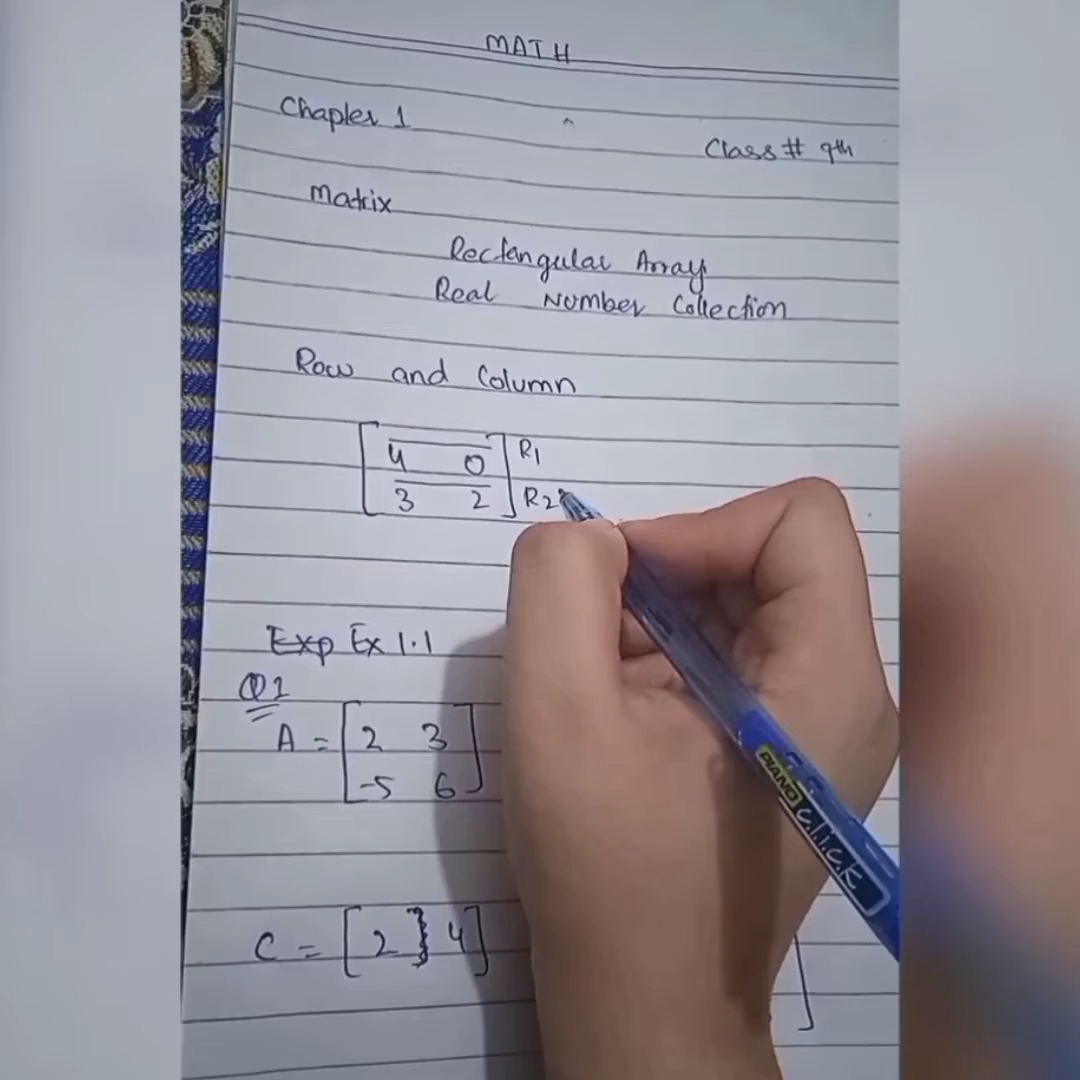 MATH
Chapter 1
Class # 9th
Matrix
Rectangular Array
Real Number Collection
Row and Column
4 0 R1
3 2 R2
Exp Ex 1.1
Q1
A = [2 3
-5 6]
C = [2 4]
PIANO
click